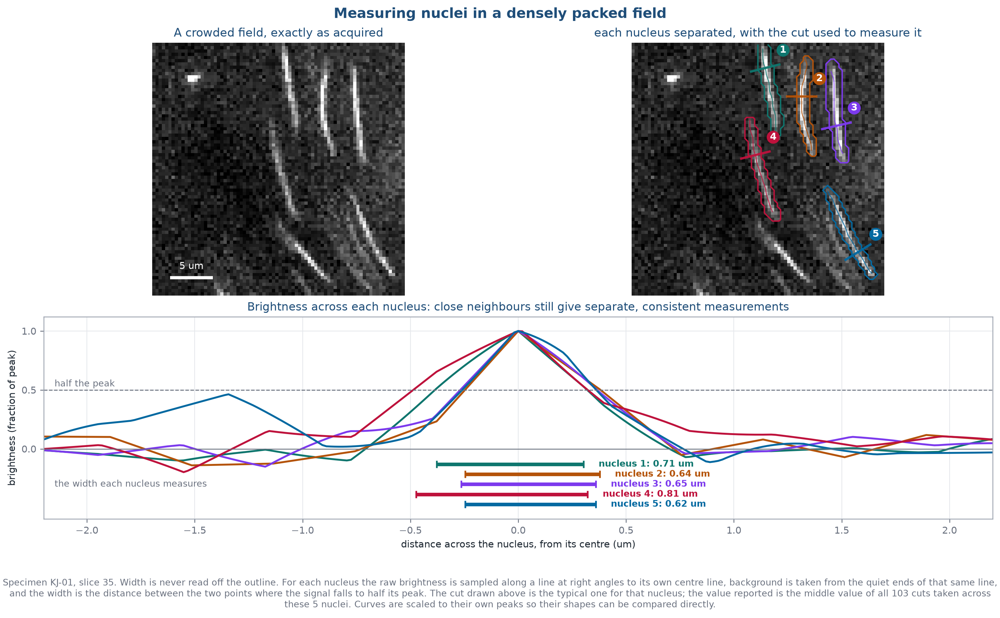 Measuring nuclei in a densely packed field
A crowded field, exactly as acquired
each nucleus separated, with the cut used to measure it
5 um
1
2
3
4
5
Brightness across each nucleus: close neighbours still give separate, consistent measurements
brightness (fraction of peak)
1.0
0.5
0.0
half the peak
the width each nucleus measures
nucleus 1: 0.71 um
nucleus 2: 0.64 um
nucleus 3: 0.65 um
nucleus 4: 0.81 um
nucleus 5: 0.62 um
−2.0 −1.5 −1.0 −0.5 0.0 0.5 1.0 1.5 2.0
distance across the nucleus, from its centre (um)
Specimen KJ-01, slice 35. Width is never read off the outline. For each nucleus the raw brightness is sampled along a line at right angles to its own centre line, background is taken from the quiet ends of that same line,
and the width is the distance between the two points where the signal falls to half its peak. The cut drawn above is the typical one for that nucleus; the value reported is the middle value of all 103 cuts taken across
these 5 nuclei. Curves are scaled to their own peaks so their shapes can be compared directly.